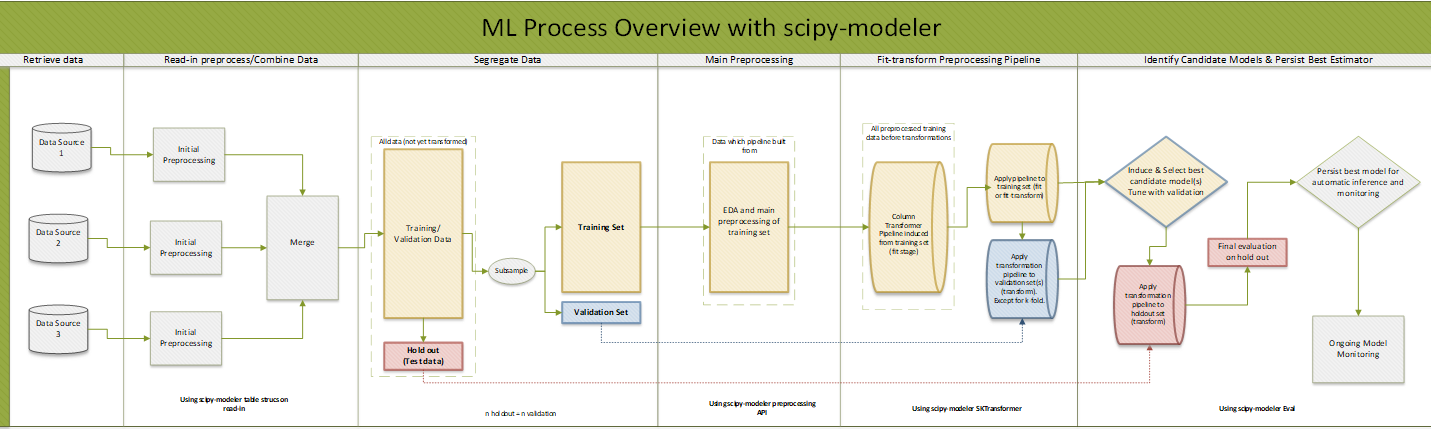 ML Process Overview with scipy-modeler
Retrieve data
Read-in preprocess/Combine Data
Segregate Data
Main Preprocessing
Fit-transform Preprocessing Pipeline
Identify Candidate Models & Persist Best Estimator
Data Source
1
Data Source
2
Data Source
3
Initial
Preprocessing
Initial
Preprocessing
Initial
Preprocessing
Merge
Using scipy-modeler table strucs on
read-in
All data (not yet transformed)
Training/
Validation Data
Hold out
(Test data)
Subsample
Training Set
Validation Set
n holdout = n validation
Data which pipeline built
from
EDA and main
preprocessing of
training set
Using scipy-modeler preprocessing
API
All preprocessed training
data before transformations
Column
Transformer
Pipeline induced
from training set
(fit stage)
Apply pipeline to
training set (fit
or fit transform)
Apply
transformation
pipeline to
validation set(s)
(transform).
Except for k-fold.
Using scipy-modeler SKTransformer
Induce & Select best
candidate model(s)
Tune with validation
Apply
transformation
pipeline to
holdout set
(transform)
Final evaluation
on hold out
Persist best model for
automatic inference and
monitoring
Ongoing Model
Monitoring
Using scipy-modeler Eval